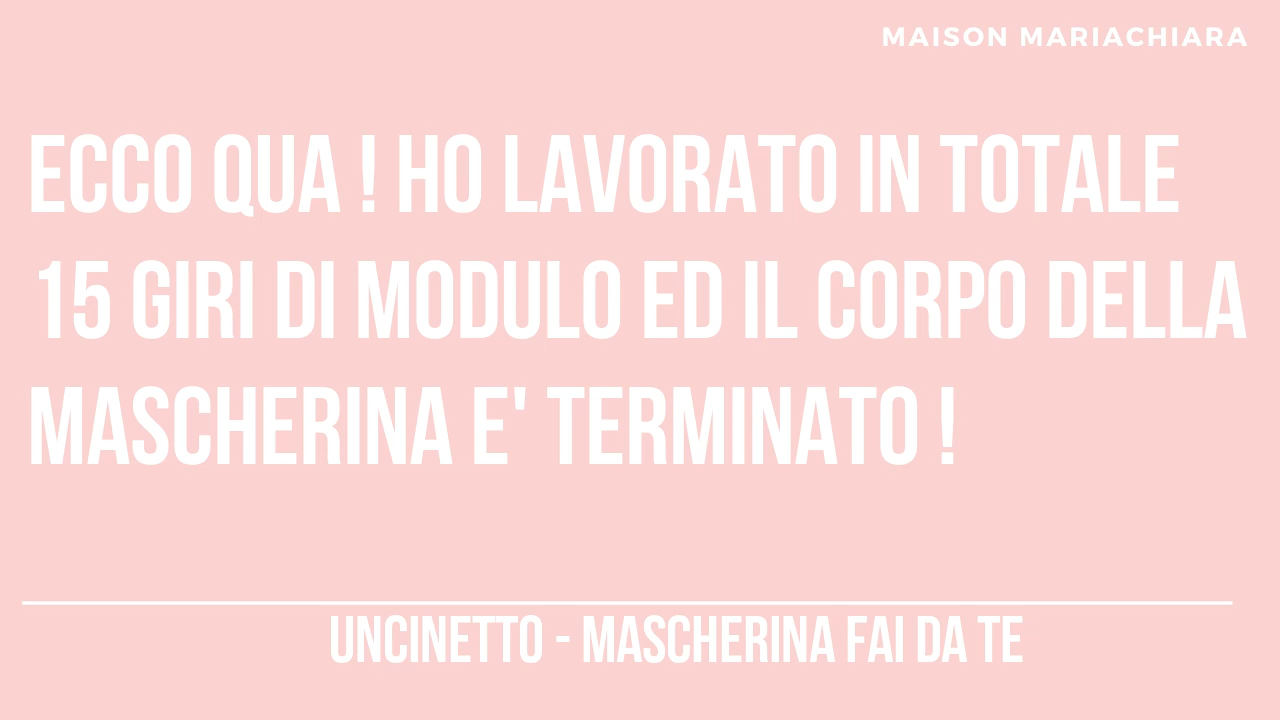 MAISON MARIACHIARA
ECCO QUA ! HO LAVORATO IN TOTALE
15 GIRI DI MODULO ED IL CORPO DELLA
MASCHERINA E' TERMINATO !
UNCINETTO - MASCHERINA FAI DA TE